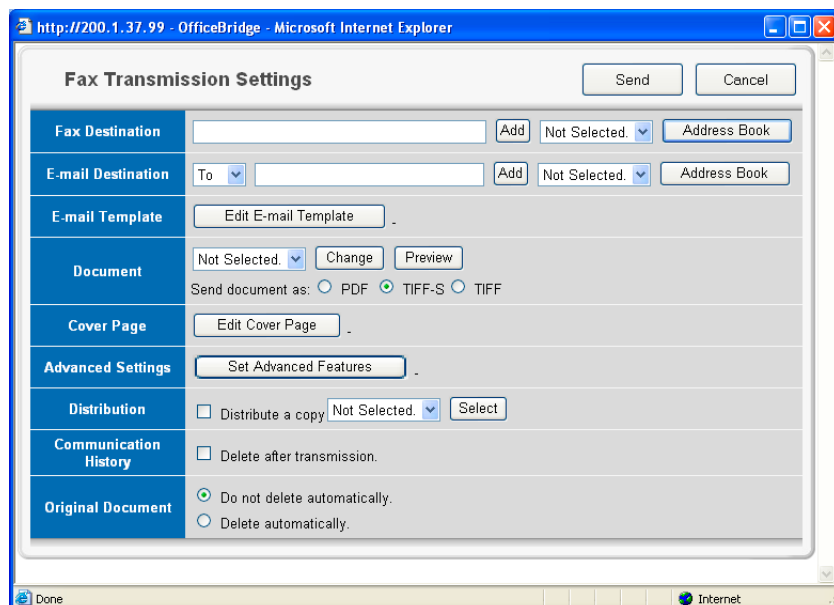 http://200.1.37.99 - OfficeBridge - Microsoft Internet Explorer
Fax Transmission Settings Send Cancel
Fax Destination Add Not Selected. Address Book
E-mail Destination To Add Not Selected. Address Book
E-mail Template Edit E-mail Template -
Document Not Selected. Change Preview
Send document as: PDF TIFF-S TIFF
Cover Page Edit Cover Page -
Advanced Settings Set Advanced Features -
Distribution Distribute a copy Not Selected. Select
Communication History Delete after transmission.
Original Document Do not delete automatically.
Delete automatically.
Done Internet